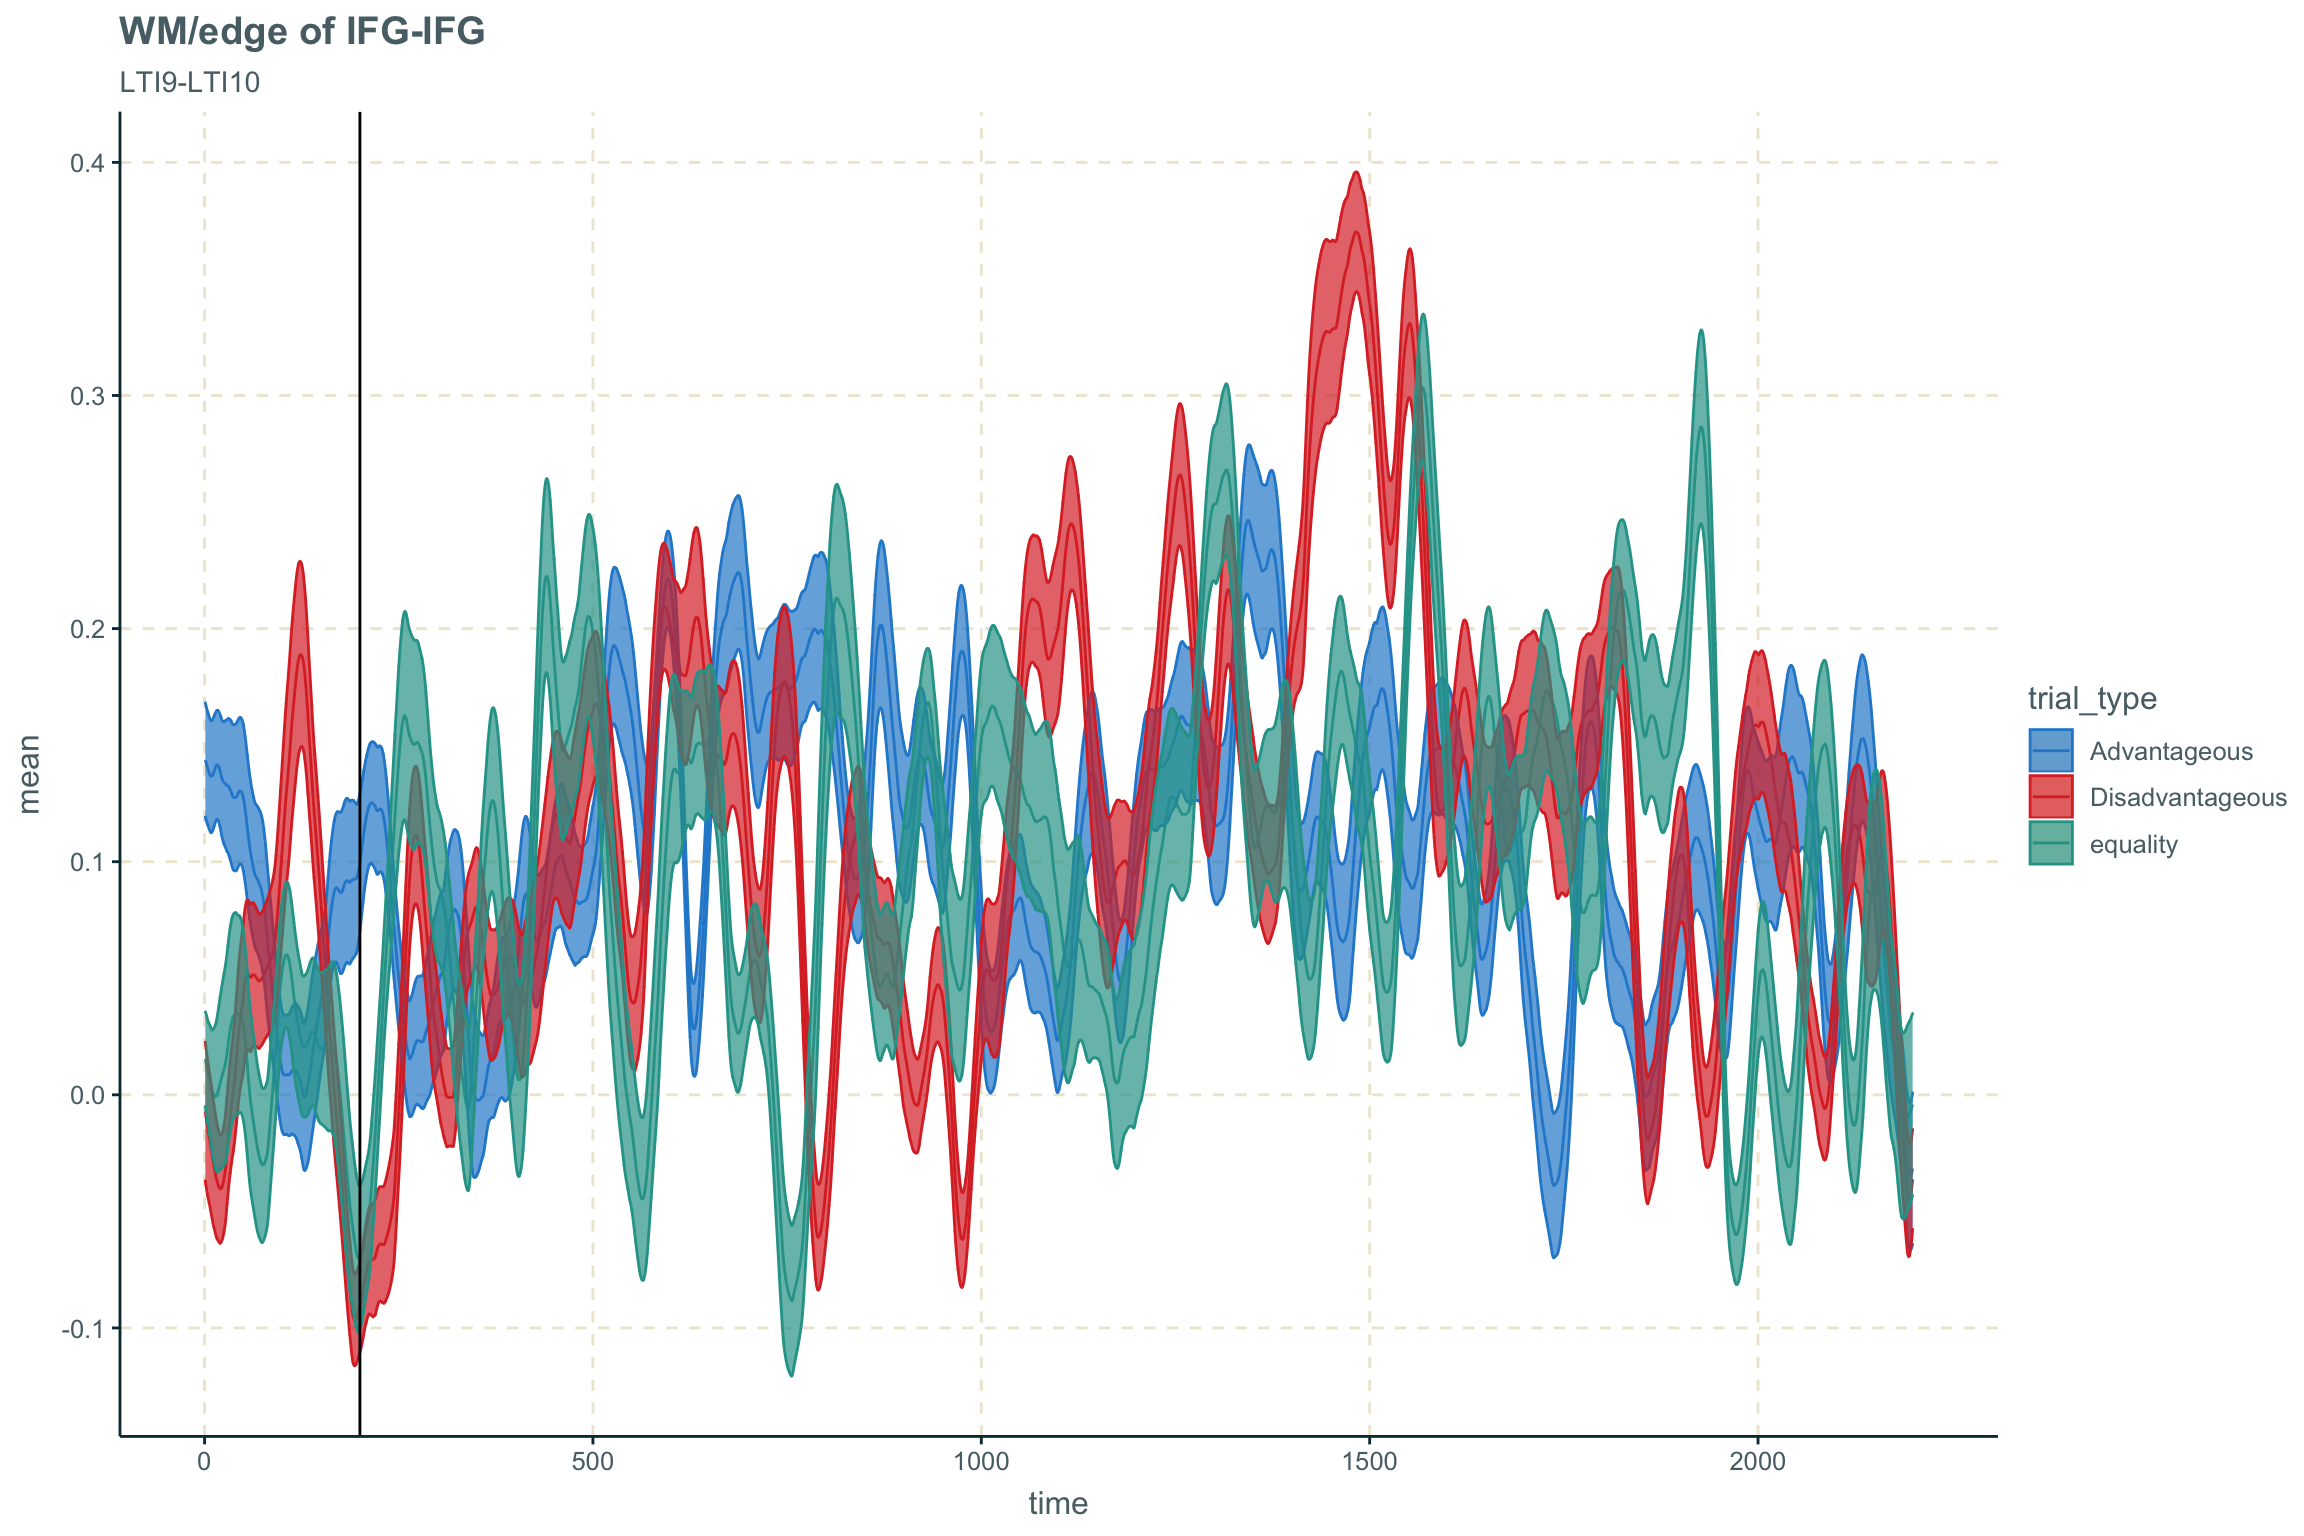 WM/edge of IFG-IFG
LTI9-LTI10
0.4
0.3
0.2
0.1
0.0
-0.1
mean
0
500
1000
1500
2000
time
trial_type
Advantageous
Disadvantageous
equality